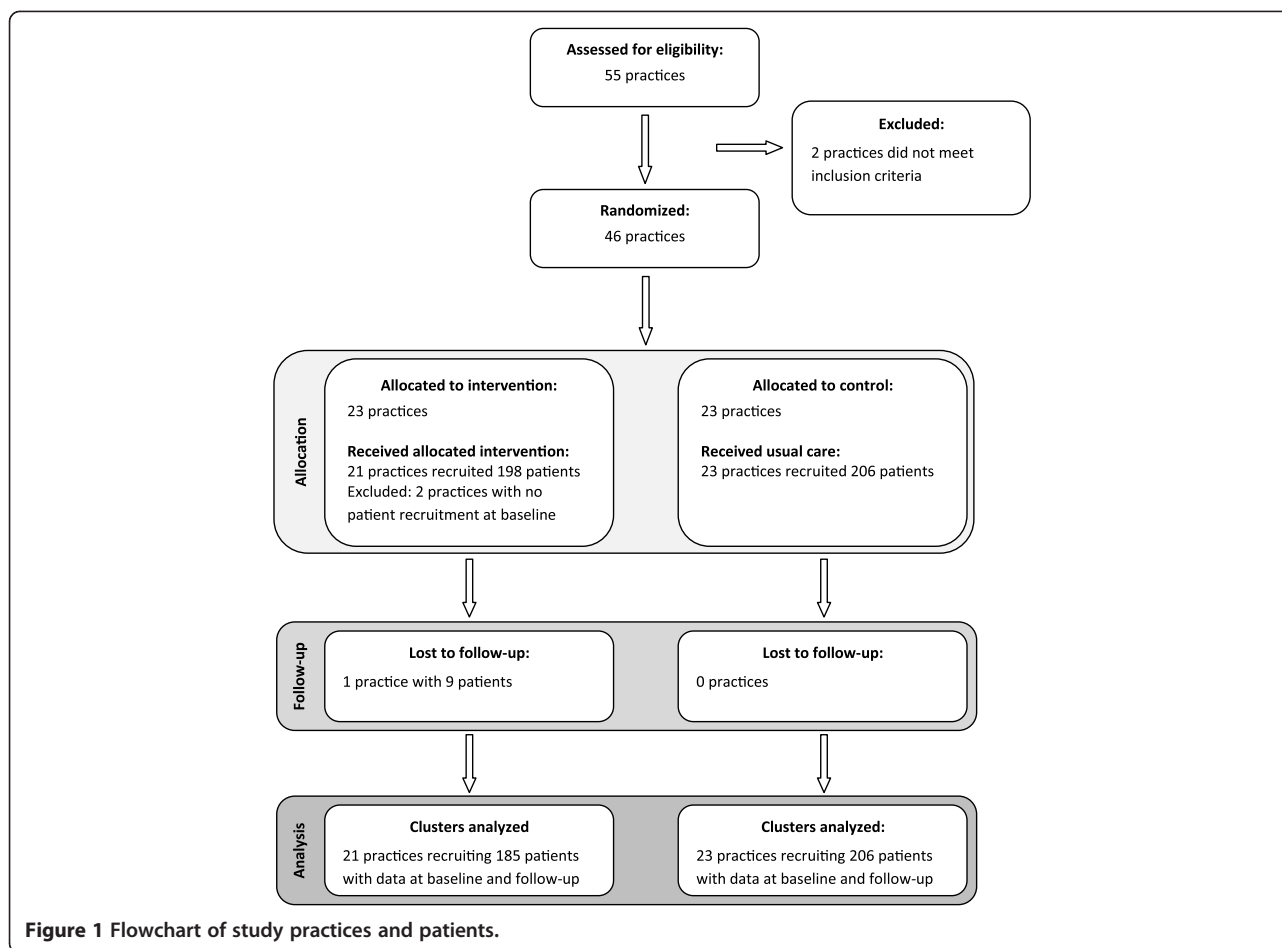 Assessed for eligibility:
55 practices
Excluded:
2 practices did not meet
inclusion criteria
Randomized:
46 practices
Allocation
Allocated to intervention:
23 practices
Received allocated intervention:
21 practices recruited 198 patients
Excluded: 2 practices with no
patient recruitment at baseline
Allocated to control:
23 practices
Received usual care:
23 practices recruited 206 patients
Follow-up
Lost to follow-up:
1 practice with 9 patients
Lost to follow-up:
0 practices
Analysis
Clusters analyzed
21 practices recruiting 185 patients
with data at baseline and follow-up
Clusters analyzed:
23 practices recruiting 206 patients
with data at baseline and follow-up
Figure 1 Flowchart of study practices and patients.